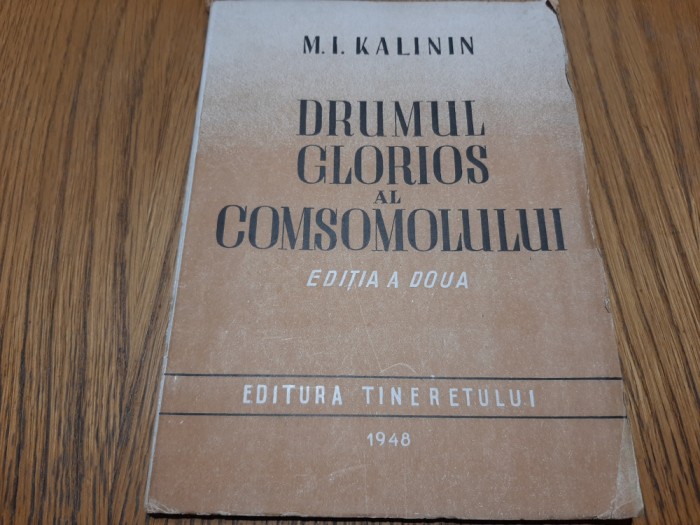 M.I. KALININ
DRUMUL
GLORIOS
AL
COMSOMOLULUI
EDIȚIA A DOUA
EDITURA TINERETULUI
1948